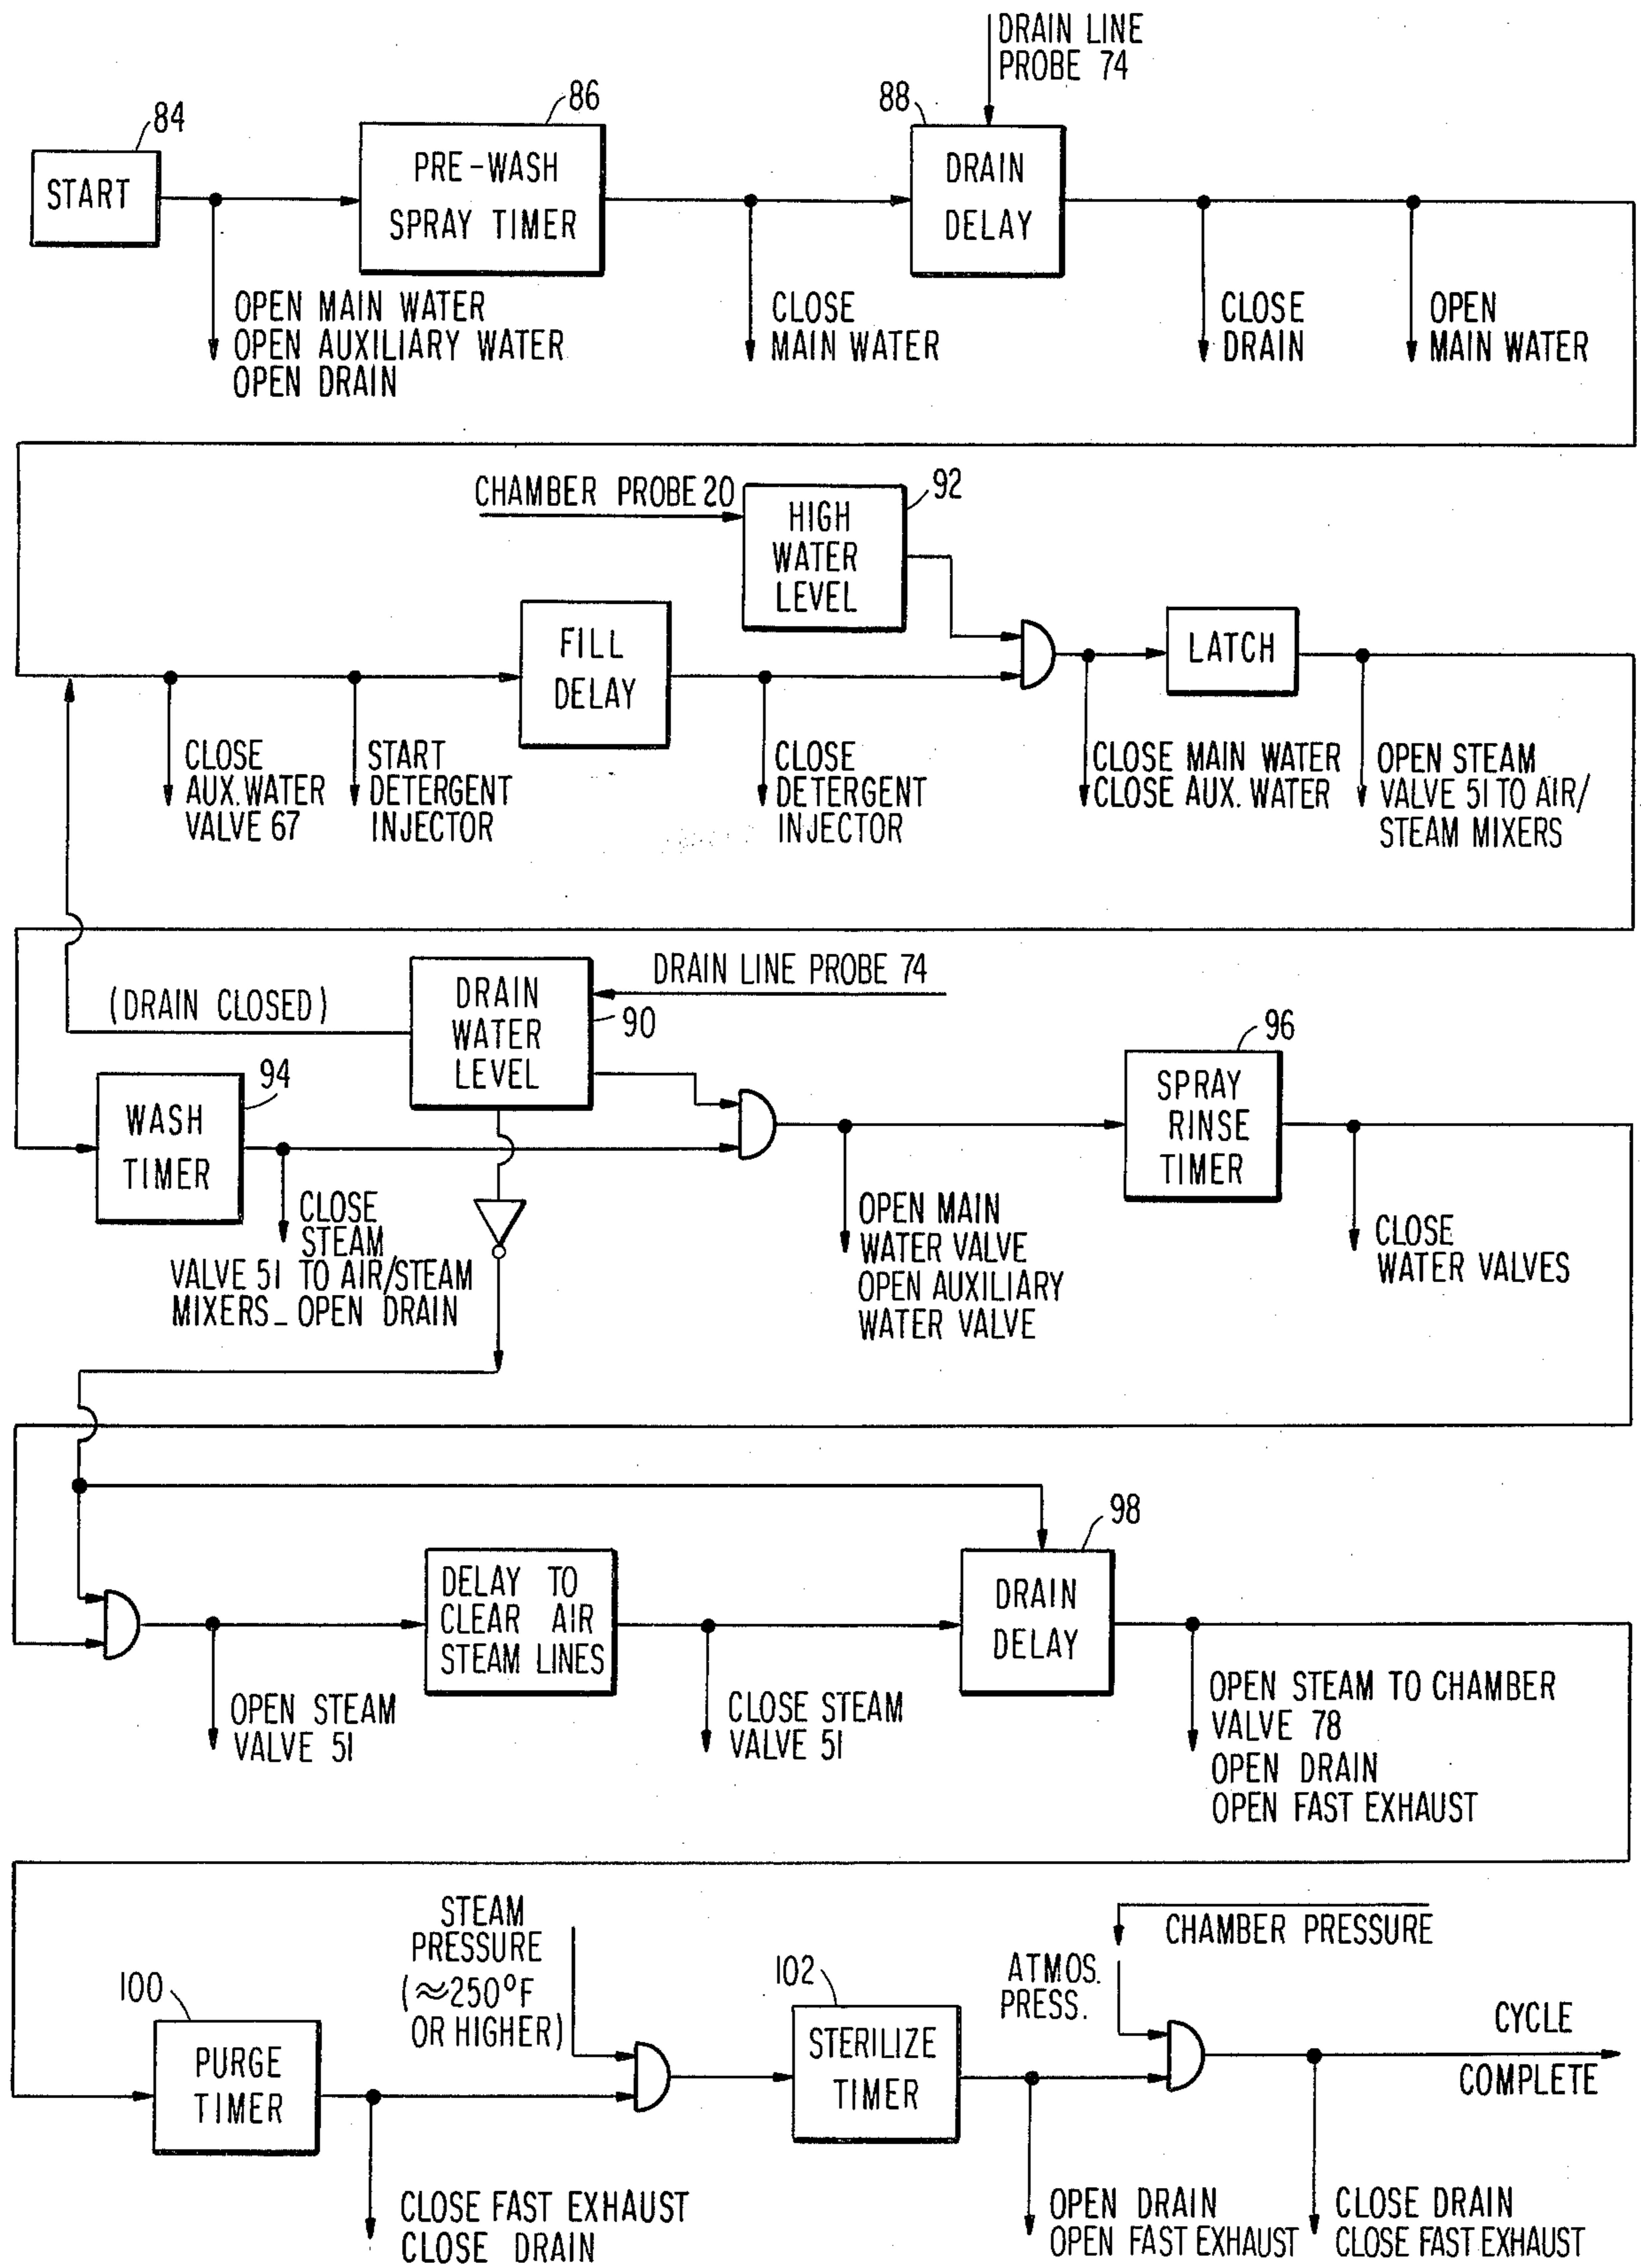 DRAIN LINE
PROBE 74
84
86
88
START
PRE-WASH
SPRAY TIMER
DRAIN
DELAY
OPEN MAIN WATER
OPEN AUXILIARY WATER
OPEN DRAIN
CLOSE
MAIN WATER
CLOSE
DRAIN
OPEN
MAIN WATER
CHAMBER PROBE 20
92
HIGH
WATER
LEVEL
FILL
DELAY
LATCH
CLOSE
AUX. WATER
VALVE 67
START
DETERGENT
INJECTOR
CLOSE
DETERGENT
INJECTOR
CLOSE MAIN WATER
CLOSE AUX. WATER
OPEN STEAM
VALVE 51 TO AIR/
STEAM MIXERS
DRAIN LINE PROBE 74
(DRAIN CLOSED)
DRAIN
WATER
LEVEL
90
94
WASH
TIMER
96
SPRAY
RINSE
TIMER
CLOSE
STEAM
VALVE 51 TO AIR/STEAM
MIXERS_ OPEN DRAIN
OPEN MAIN
WATER VALVE
OPEN AUXILIARY
WATER VALVE
CLOSE
WATER VALVES
98
DELAY TO
CLEAR AIR
STEAM LINES
DRAIN
DELAY
OPEN STEAM
VALVE 51
CLOSE STEAM
VALVE 51
OPEN STEAM TO CHAMBER
VALVE 78
OPEN DRAIN
OPEN FAST EXHAUST
STEAM
PRESSURE
(≈250°F
OR HIGHER)
CHAMBER PRESSURE
ATMOS.
PRESS.
100
PURGE
TIMER
102
STERILIZE
TIMER
CYCLE
COMPLETE
CLOSE FAST EXHAUST
CLOSE DRAIN
OPEN DRAIN
OPEN FAST EXHAUST
CLOSE DRAIN
CLOSE FAST EXHAUST